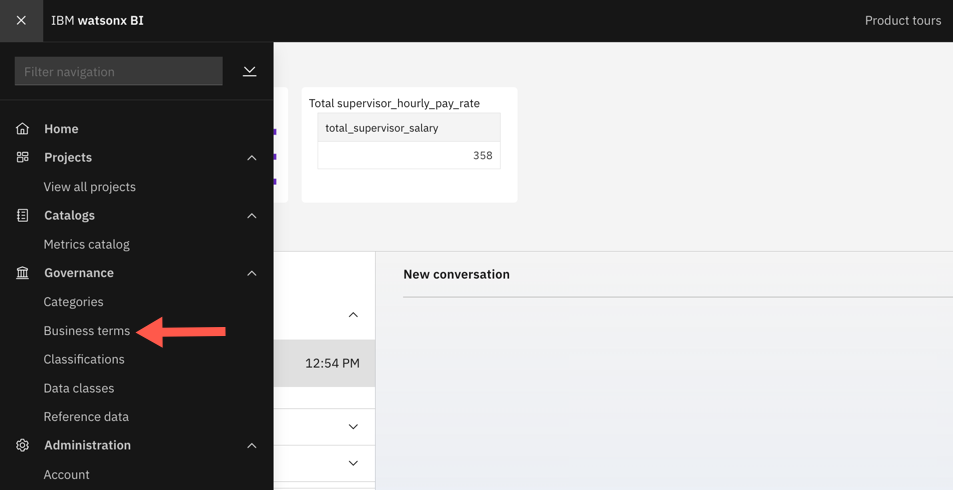 IBM watsonx BI
Product tours
Filter navigation
Home
Projects
View all projects
Catalogs
Metrics catalog
Governance
Categories
Business terms
Classifications
Data classes
Reference data
Administration
Account
Total supervisor_hourly_pay_rate
total_supervisor_salary
358
12:54 PM
New conversation